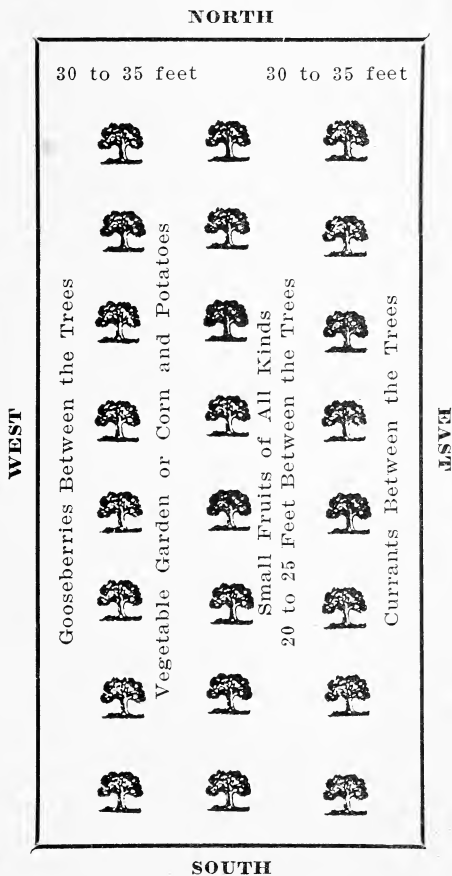 NORTH
30 to 35 feet
30 to 35 feet
WEST
Gooseberries Between the Trees
Vegetable Garden or Corn and Potatoes
Small Fruits of All Kinds
20 to 25 Feet Between the Trees
Currants Between the Trees
EAST
SOUTH